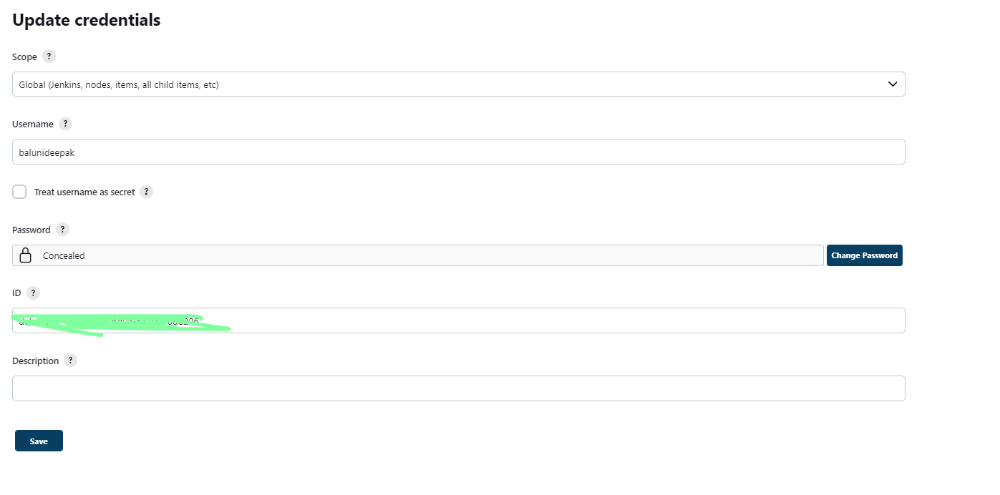 Update credentials
Scope ?
Global (Jenkins, nodes, items, all child items, etc)
Username ?
balunideepak
Treat username as secret ?
Password ?
Concealed
Change Password
ID ?
Description ?
Save